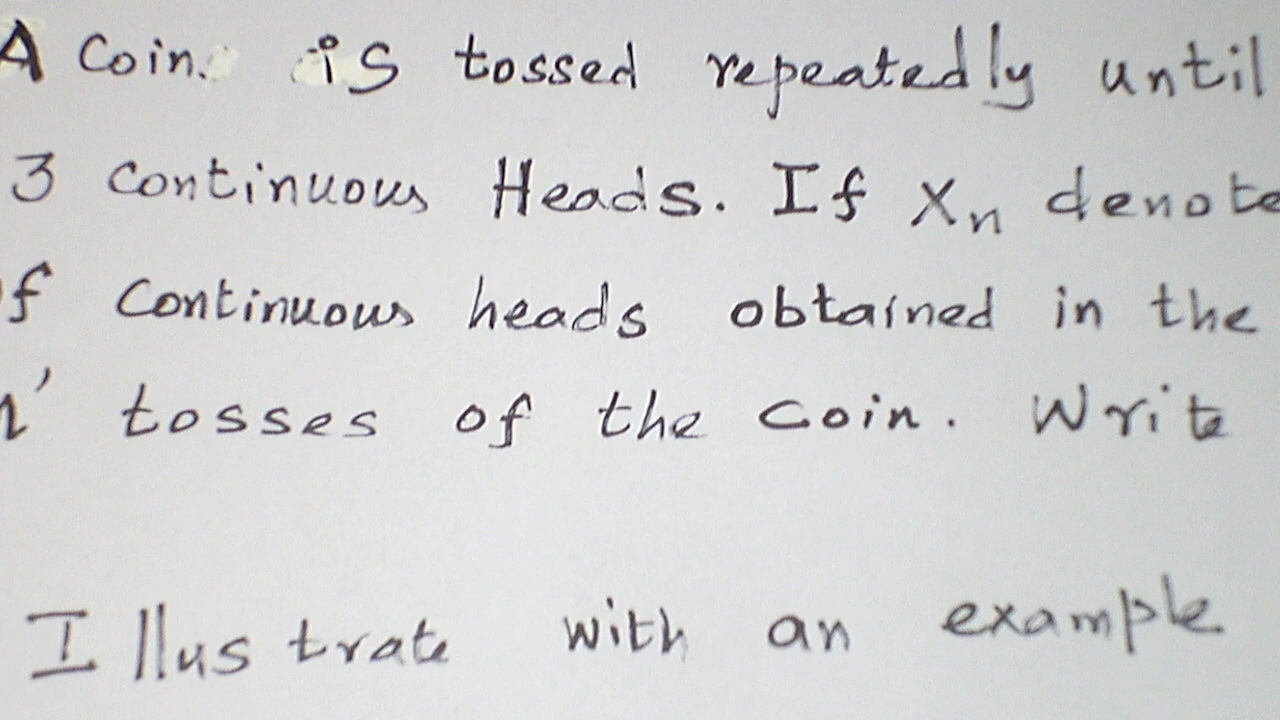 A Coin. is tossed repeatedly until
3 continuous Heads. If Xn denote
f continuous heads obtained in the
n' tosses of the coin. Write
Illustrate with an example